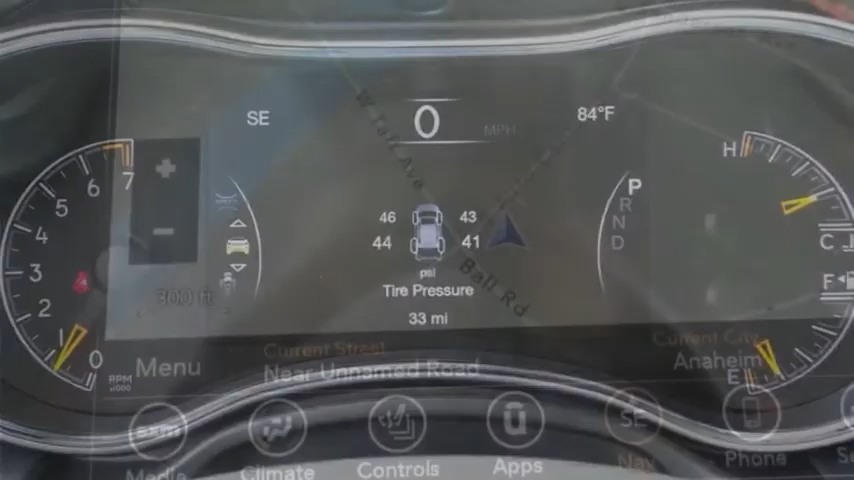 SE
0
MPH
84°F
W Taft Ave
H
7
6
5
4
3
2
1
0
RPM
x1000
46 43
44 41
psi
Tire Pressure
33 mi
P
R
N
D
C
F
E
300 ft
Ball Rd
Menu
Current Street
Near Unnamed Road
Current City
Anaheim
SE
Media
Climate
Controls
Apps
Nav
Phone